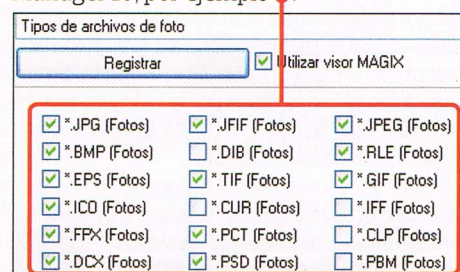 Tipos de archivos de foto
Registrar Utilizar visor MAGIX
*.JPG (Fotos) *.JFIF (Fotos) *.JPEG (Fotos)
*.BMP (Fotos) *.DIB (Fotos) *.RLE (Fotos)
*.EPS (Fotos) *.TIF (Fotos) *.GIF (Fotos)
*.ICO (Fotos) *.CUR (Fotos) *.IFF (Fotos)
*.FPX (Fotos) *.PCT (Fotos) *.CLP (Fotos)
*.DCX (Fotos) *.PSD (Fotos) *.PBM (Fotos)